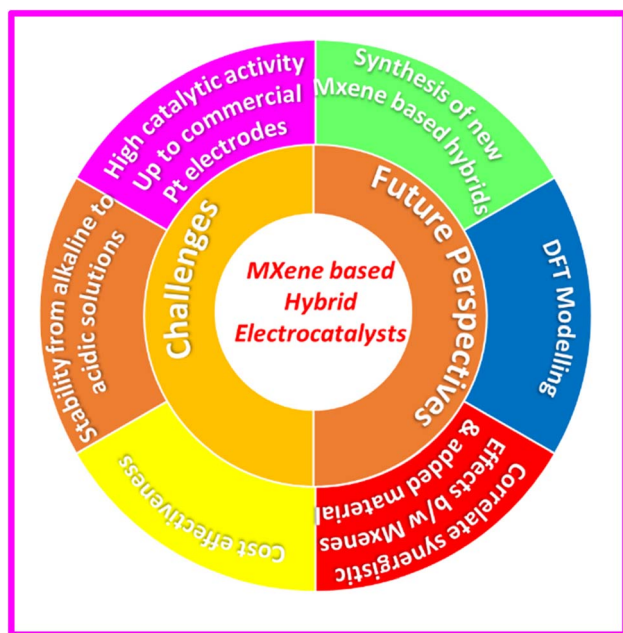 MXene based
Hybrid
Electrocatalysts
Challenges
High catalytic activity
Up to commercial
Pt electrodes
Stability from alkaline to
acidic solutions
Cost effectiveness
Future Perspectives
Synthesis of new
Mxene based hybrids
DFT Modelling
Correlate synergistic
Effects b/w Mxenes
& added material